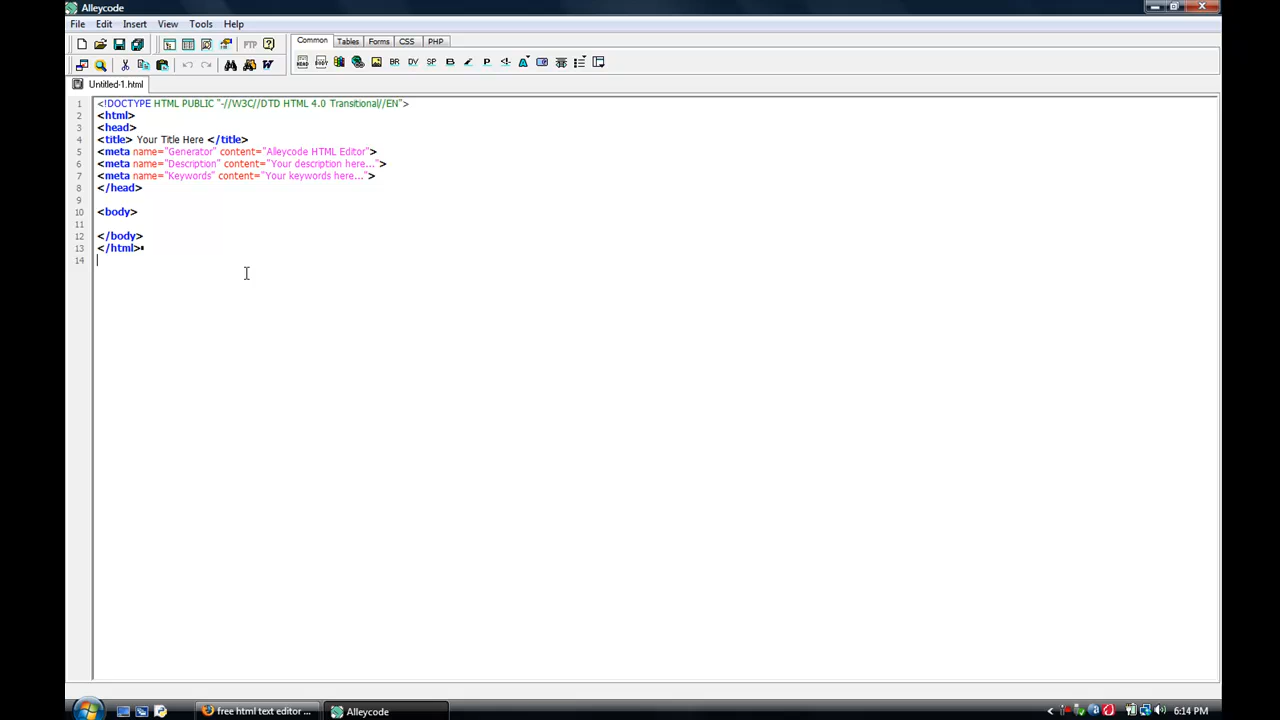 Alleycode
File Edit Insert View Tools Help
Common Tables Forms CSS PHP
FTP
BR DV SP B P
W
Untitled-1.html
1 <!DOCTYPE HTML PUBLIC "-//W3C//DTD HTML 4.0 Transitional//EN">
2 <html>
3 <head>
4 <title> Your Title Here </title>
5 <meta name="Generator" content="Alleycode HTML Editor">
6 <meta name="Description" content="Your description here...">
7 <meta name="Keywords" content="Your keywords here...">
8 </head>
9
10 <body>
11
12 </body>
13 </html>
14
free html text editor ... Alleycode 6:14 PM